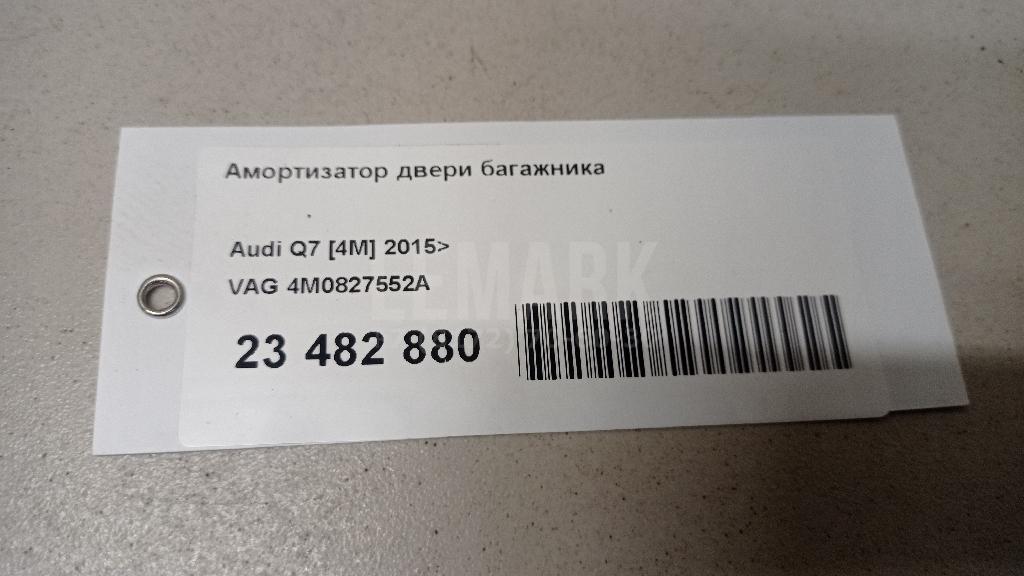 Амортизатор двери багажника
Audi Q7 [4M] 2015>
VAG 4M0827552A
LEMARK
23 482 880